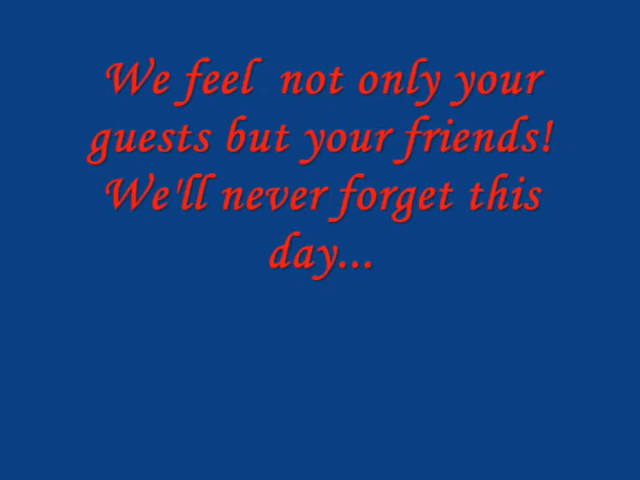 We feel  not only your
guests but your friends!
We'll never forget this
day...